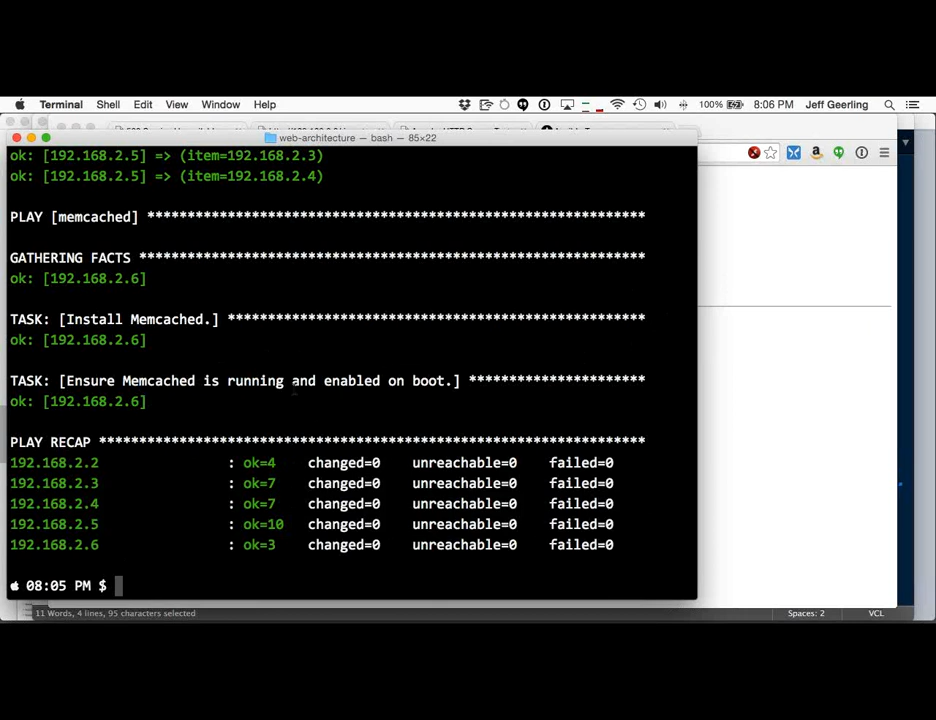 Terminal Shell Edit View Window Help 100% 8:06 PM Jeff Geerling
web-architecture — bash — 85×22
ok: [192.168.2.5] => (item=192.168.2.3)
ok: [192.168.2.5] => (item=192.168.2.4)
PLAY [memcached] **************************************************************
GATHERING FACTS ***************************************************************
ok: [192.168.2.6]
TASK: [Install Memcached.] ****************************************************
ok: [192.168.2.6]
TASK: [Ensure Memcached is running and enabled on boot.] **********************
ok: [192.168.2.6]
PLAY RECAP ********************************************************************
192.168.2.2 : ok=4 changed=0 unreachable=0 failed=0
192.168.2.3 : ok=7 changed=0 unreachable=0 failed=0
192.168.2.4 : ok=7 changed=0 unreachable=0 failed=0
192.168.2.5 : ok=10 changed=0 unreachable=0 failed=0
192.168.2.6 : ok=3 changed=0 unreachable=0 failed=0
08:05 PM $
11 Words, 4 lines, 95 characters selected Spaces: 2 VCL